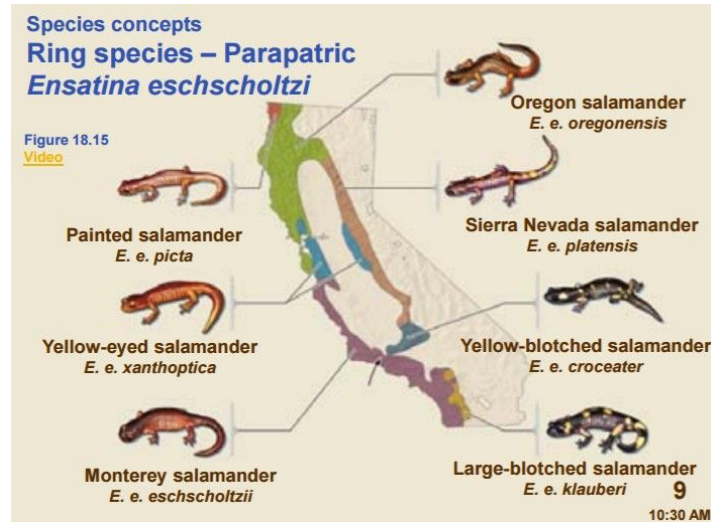 Species concepts
Ring species – Parapatric
Ensatina eschscholtzi
Figure 18.15
Video
Oregon salamander
E. e. oregonensis
Painted salamander
E. e. picta
Sierra Nevada salamander
E. e. platensis
Yellow-eyed salamander
E. e. xanthoptica
Yellow-blotched salamander
E. e. croceater
Monterey salamander
E. e. eschscholtzii
Large-blotched salamander
E. e. klauberi
9
10:30 AM